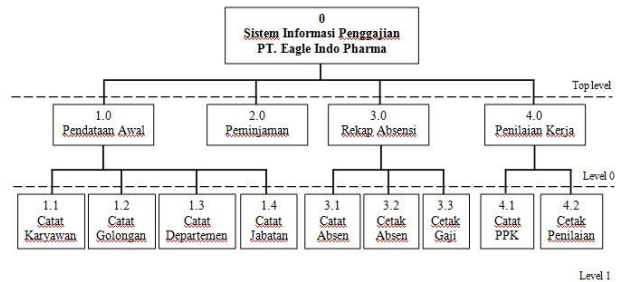 0
Sistem Informasi Penggajian
PT. Eagle Indo Pharma
Top level
1.0
Pendataan Awal
2.0
Peminjaman
3.0
Rekap Absensi
4.0
Penilaian Kerja
Level 0
1.1
Catat
Karyawan
1.2
Catat
Golongan
1.3
Catat
Departemen
1.4
Catat
Jabatan
3.1
Catat
Absen
3.2
Cetak
Absen
3.3
Cetak
Gaji
4.1
Catat
PPK
4.2
Cetak
Penilaian
Level 1